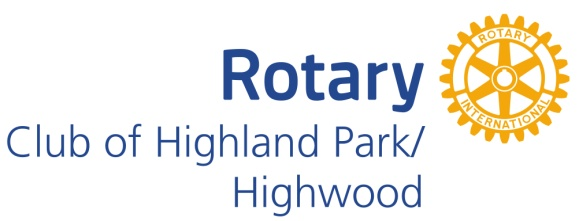 Rotary
Club of Highland Park/
Highwood
ROTARY
INTERNATIONAL